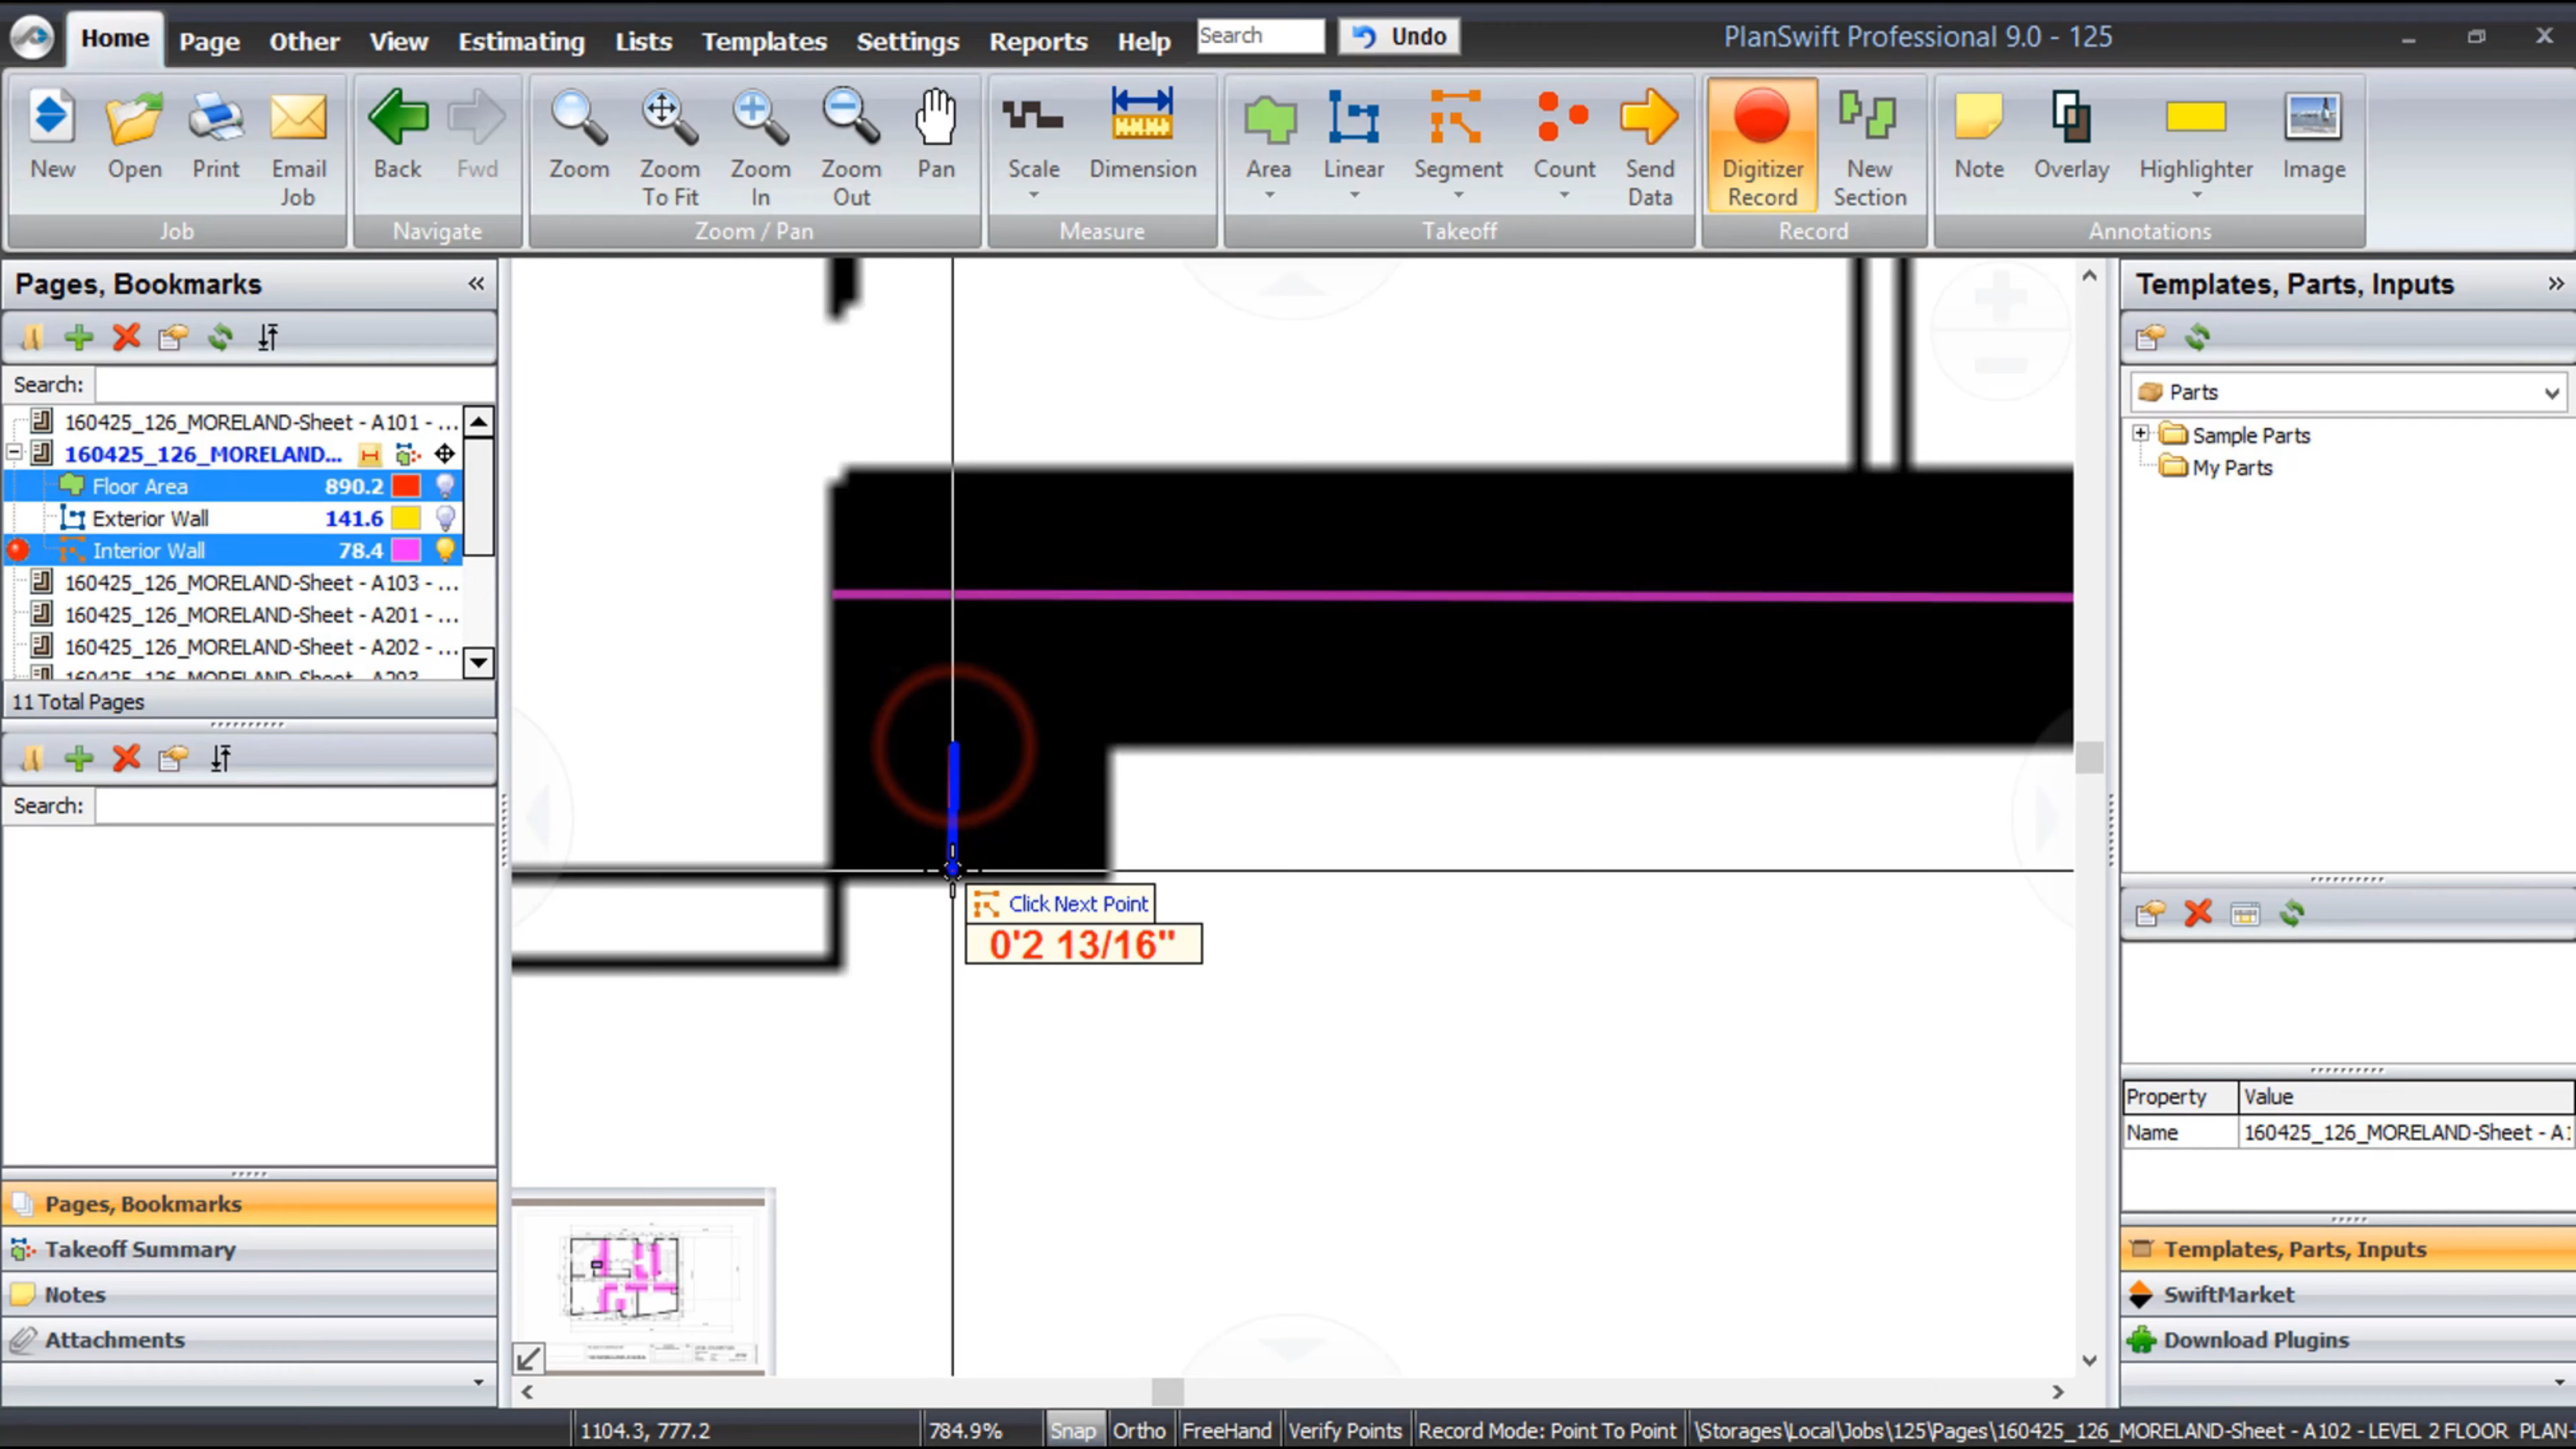 Home Page Other View Estimating Lists Templates Settings Reports Help Search Undo PlanSwift Professional 9.0 - 125
New Open Print Email Job Back Fwd Zoom Zoom To Fit Zoom In Zoom Out Pan Scale Dimension Area Linear Segment Count Send Data Digitizer Record New Section Note Overlay Highlighter Image
Job Navigate Zoom / Pan Measure Takeoff Record Annotations
Pages, Bookmarks
Search:
160425_126_MORELAND-Sheet - A101 - ...
160425_126_MORELAND...
Floor Area 890.2
Exterior Wall 141.6
Interior Wall 78.4
160425_126_MORELAND-Sheet - A103 - ...
160425_126_MORELAND-Sheet - A201 - ...
160425_126_MORELAND-Sheet - A202 - ...
160425_126_MORELAND-Sheet - A203
11 Total Pages
Search:
Pages, Bookmarks
Takeoff Summary
Notes
Attachments
Click Next Point
0'2 13/16"
Templates, Parts, Inputs
Parts
Sample Parts
My Parts
Property Value
Name 160425_126_MORELAND-Sheet - A1
Templates, Parts, Inputs
SwiftMarket
Download Plugins
1104.3, 777.2 784.9% Snap Ortho FreeHand Verify Points Record Mode: Point To Point \Storages\Local\Jobs\125\Pages\160425_126_MORELAND-Sheet - A102 - LEVEL 2 FLOOR PLAN